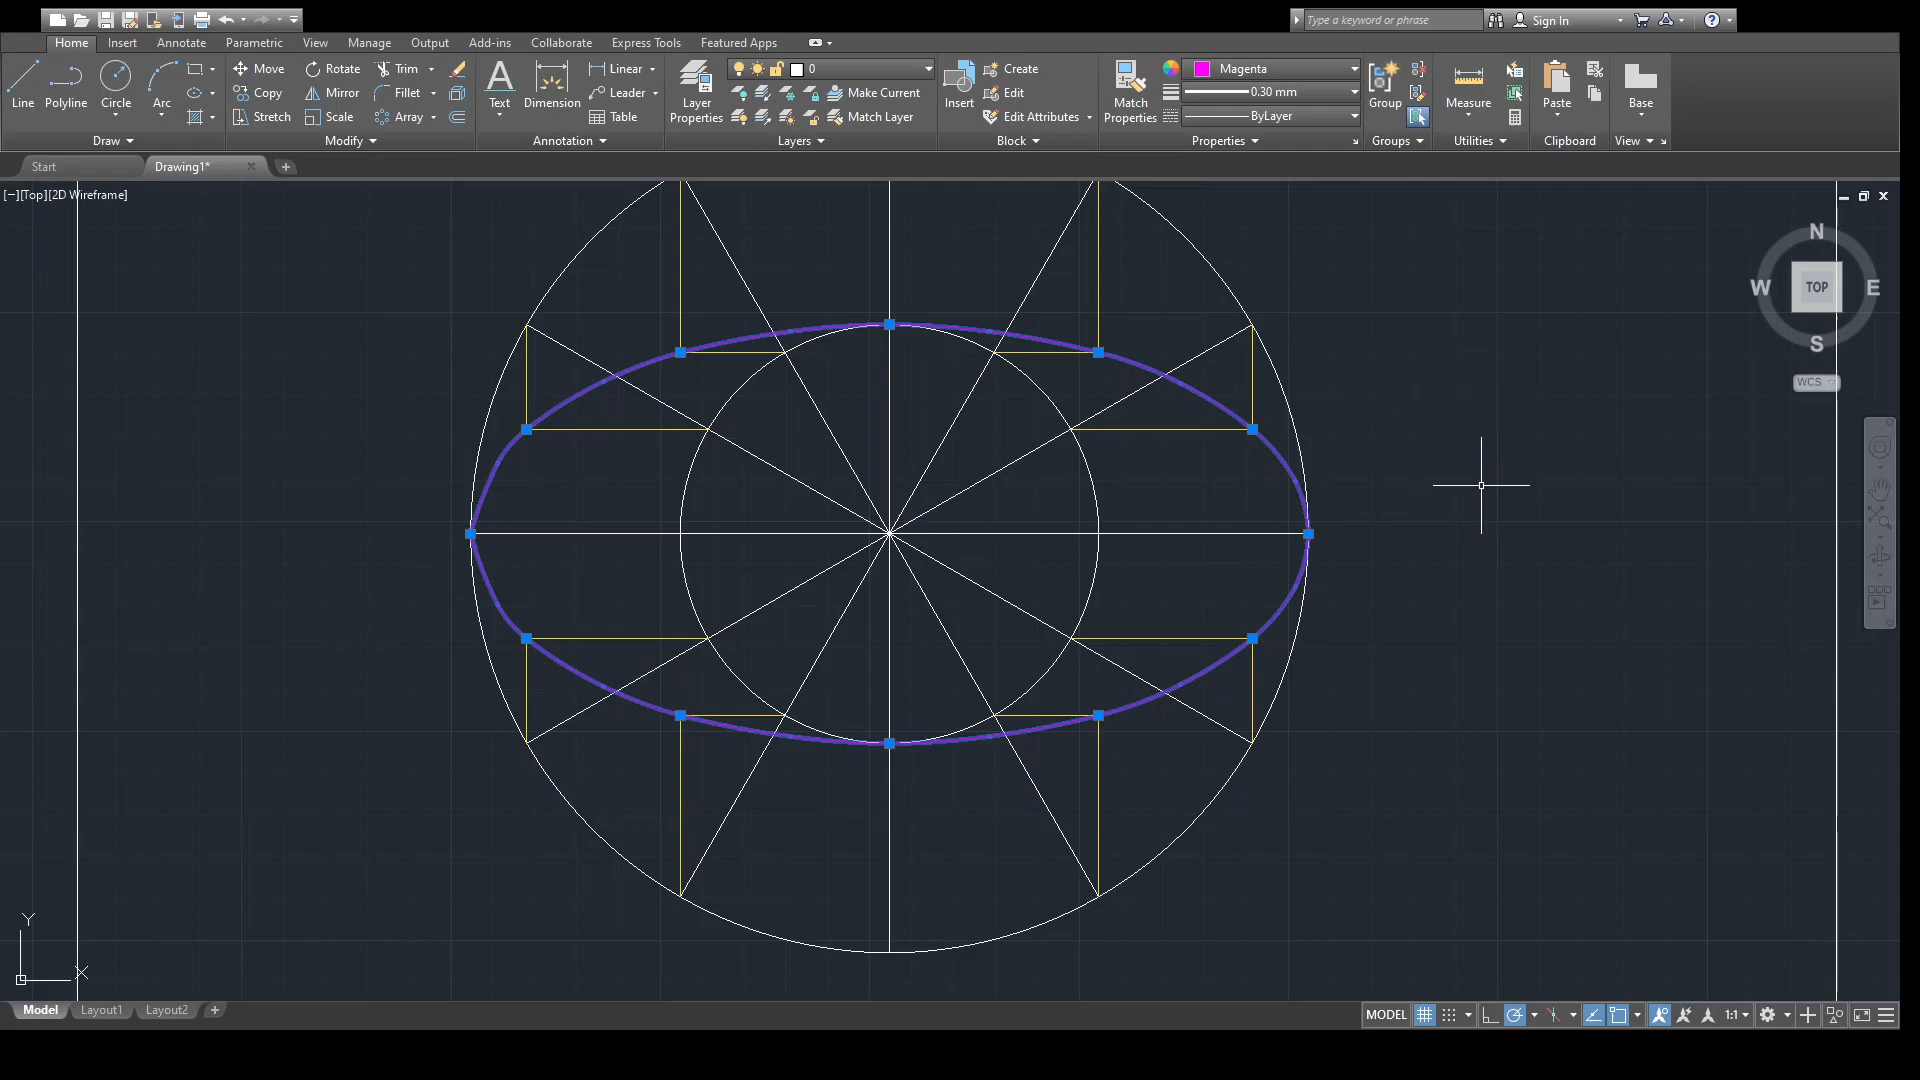 Type a keyword or phrase
Sign In
Home Insert Annotate Parametric View Manage Output Add-ins Collaborate Express Tools Featured Apps
Line Polyline Circle Arc
Move Rotate Trim
Copy Mirror Fillet
Stretch Scale Array
Text Dimension
Linear
Leader
Table
Layer Properties
0
Make Current
Match Layer
Insert
Create
Edit
Edit Attributes
Match Properties
Magenta
0.30 mm
ByLayer
Group
Measure
Paste
Base
Draw Modify Annotation Layers Block Properties Groups Utilities Clipboard View
Start Drawing1*
[−][Top][2D Wireframe]
N
W TOP E
S
WCS
Y
X
Model Layout1 Layout2
MODEL 1:1